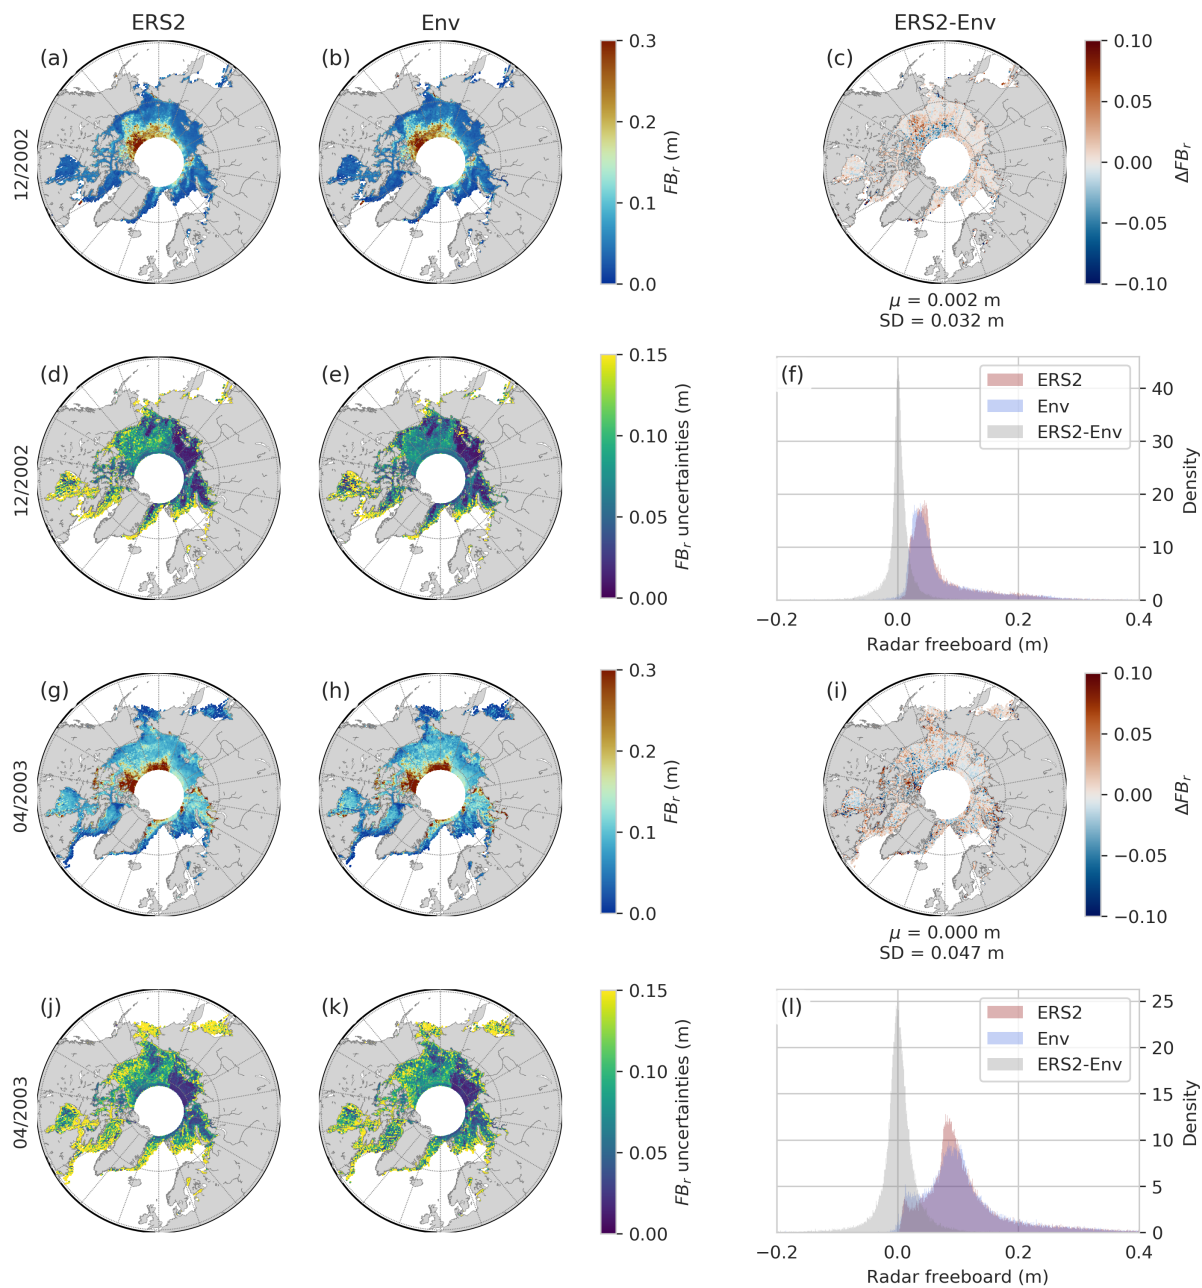 ERS2 Env ERS2-Env
(a) (b) (c)
12/2002
0.3
0.2
0.1
0.0
FBr (m)
0.10
0.05
0.00
−0.05
−0.10
ΔFBr
μ = 0.002 m
SD = 0.032 m
(d) (e) (f)
12/2002
0.15
0.10
0.05
0.00
FBr uncertainties (m)
ERS2
Env
ERS2-Env
40
30
20
10
0
Density
−0.2 0.0 0.2 0.4
Radar freeboard (m)
(g) (h) (i)
04/2003
0.3
0.2
0.1
0.0
FBr (m)
0.10
0.05
0.00
−0.05
−0.10
ΔFBr
μ = 0.000 m
SD = 0.047 m
(j) (k) (l)
04/2003
0.15
0.10
0.05
0.00
FBr uncertainties (m)
ERS2
Env
ERS2-Env
25
20
15
10
5
0
Density
−0.2 0.0 0.2 0.4
Radar freeboard (m)